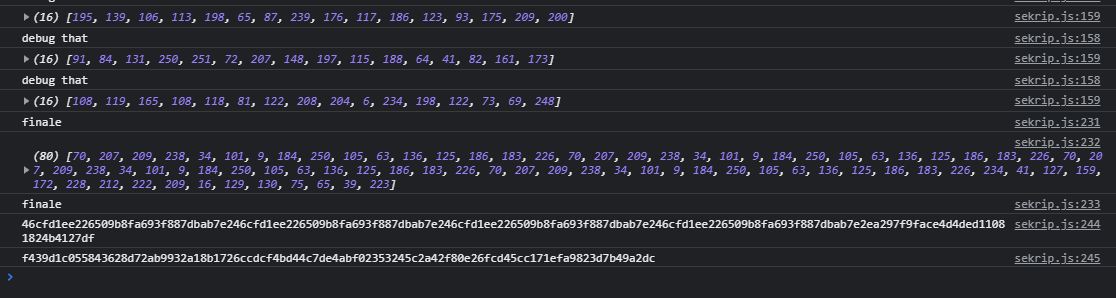 (16) [195, 139, 106, 113, 198, 65, 87, 239, 176, 117, 186, 123, 93, 175, 209, 200] sekrip.js:159
debug that sekrip.js:158
(16) [91, 84, 131, 250, 251, 72, 207, 148, 197, 115, 188, 64, 41, 82, 161, 173] sekrip.js:159
debug that sekrip.js:158
(16) [108, 119, 165, 108, 118, 81, 122, 208, 204, 6, 234, 198, 122, 73, 69, 248] sekrip.js:159
finale sekrip.js:231
sekrip.js:232
(80) [70, 207, 209, 238, 34, 101, 9, 184, 250, 105, 63, 136, 125, 186, 183, 226, 70, 207, 209, 238, 34, 101, 9, 184, 250, 105, 63, 136, 125, 186, 183, 226, 70, 20
7, 209, 238, 34, 101, 9, 184, 250, 105, 63, 136, 125, 186, 183, 226, 70, 207, 209, 238, 34, 101, 9, 184, 250, 105, 63, 136, 125, 186, 183, 226, 234, 41, 127, 159,
172, 228, 212, 222, 209, 16, 129, 130, 75, 65, 39, 223]
finale sekrip.js:233
46cfd1ee226509b8fa693f887dbab7e246cfd1ee226509b8fa693f887dbab7e246cfd1ee226509b8fa693f887dbab7e246cfd1ee226509b8fa693f887dbab7e2ea297f9face4d4ded1108 sekrip.js:244
1824b4127df
f439d1c055843628d72ab9932a18b1726ccdcf4bd44c7de4abf02353245c2a42f80e26fcd45cc171efa9823d7b49a2dc sekrip.js:245